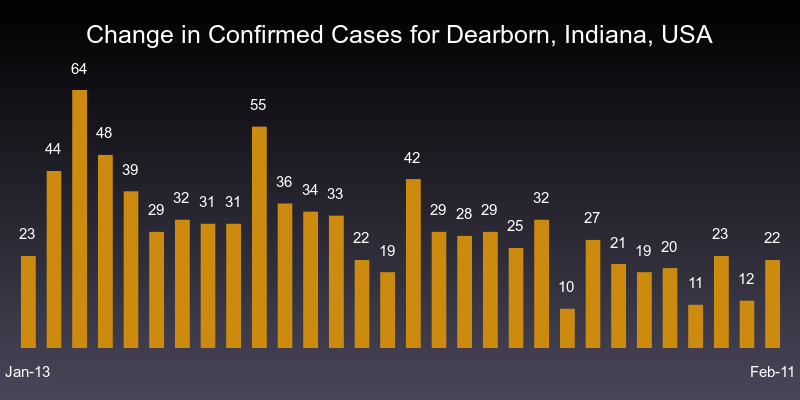 Change in Confirmed Cases for Dearborn, Indiana, USA
23 44 64 48 39 29 32 31 31 55 36 34 33 22 19 42 29 28 29 25 32 10 27 21 19 20 11 23 12 22
Jan-13 Feb-11